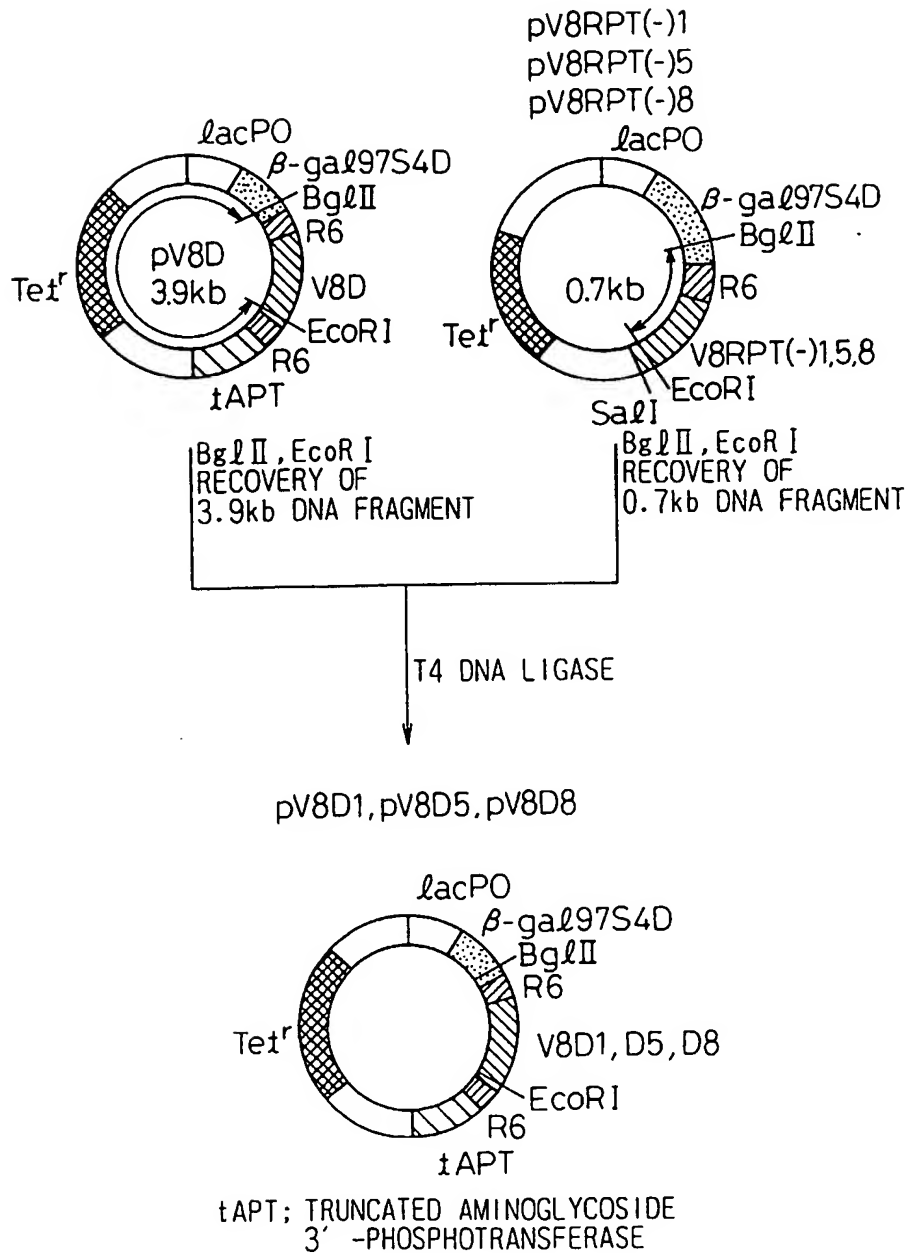 pV8RPT(-)1
pV8RPT(-)5
pV8RPT(-)8
lacPO
β-gal97S4D
BglII
R6
pV8D
3.9kb
V8D
Tetʳ
EcoRI
R6
tAPT
lacPO
β-gal97S4D
BglII
R6
0.7kb
Tetʳ
V8RPT(-)1,5,8
EcoRI
SalI
BglII, EcoRI
RECOVERY OF
3.9kb DNA FRAGMENT
BglII, EcoRI
RECOVERY OF
0.7kb DNA FRAGMENT
T4 DNA LIGASE
pV8D1, pV8D5, pV8D8
lacPO
β-gal97S4D
BglII
R6
Tetʳ
V8D1, D5, D8
EcoRI
R6
tAPT
tAPT; TRUNCATED AMINOGLYCOSIDE
3′-PHOSPHOTRANSFERASE